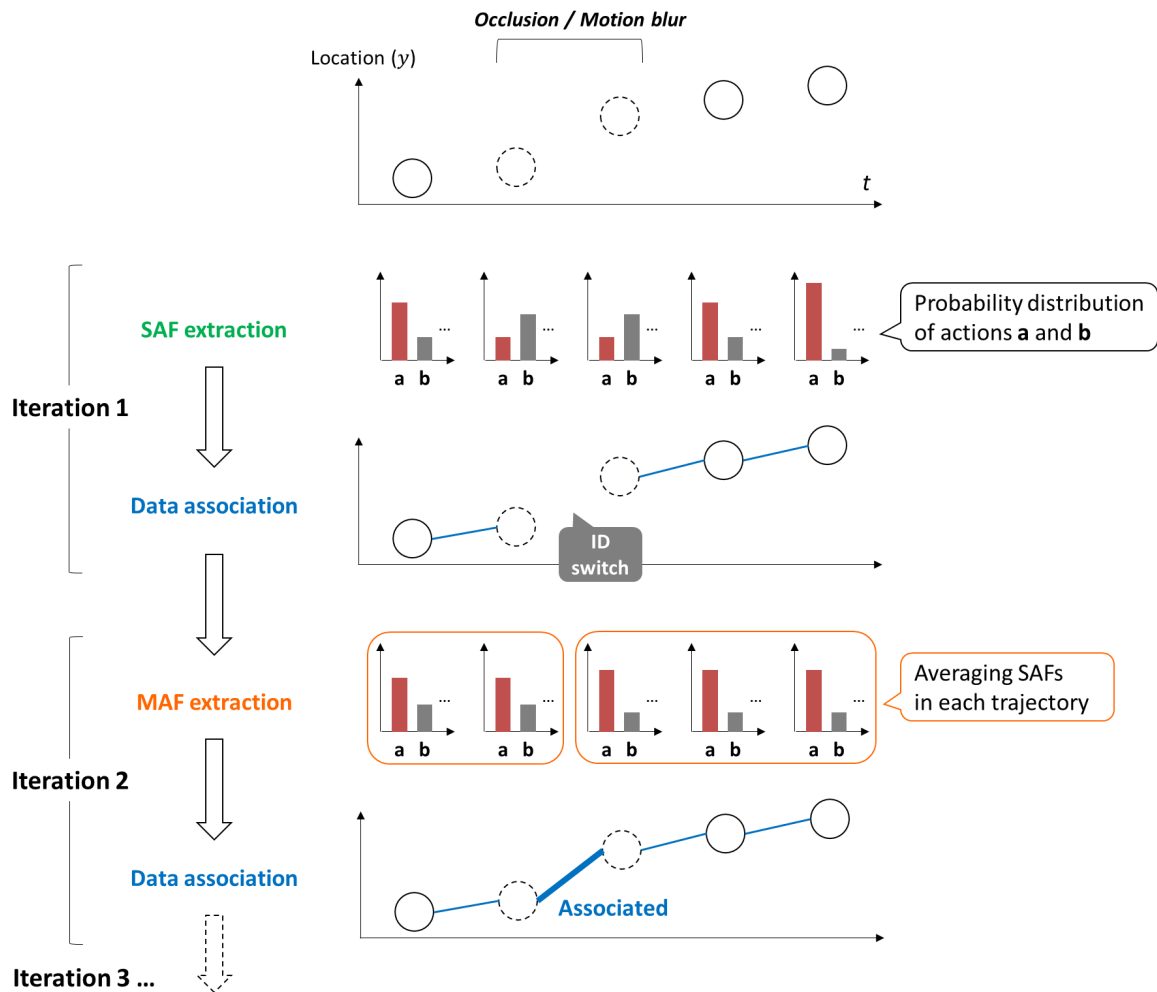 Occlusion / Motion blur
Location (y)
t
SAF extraction
... ... ... ... ...
a b a b a b a b a b
Probability distribution
of actions a and b
Iteration 1
Data association
ID
switch
MAF extraction
... ... ... ... ...
a b a b a b a b a b
Averaging SAFs
in each trajectory
Iteration 2
Data association
Associated
Iteration 3 ...